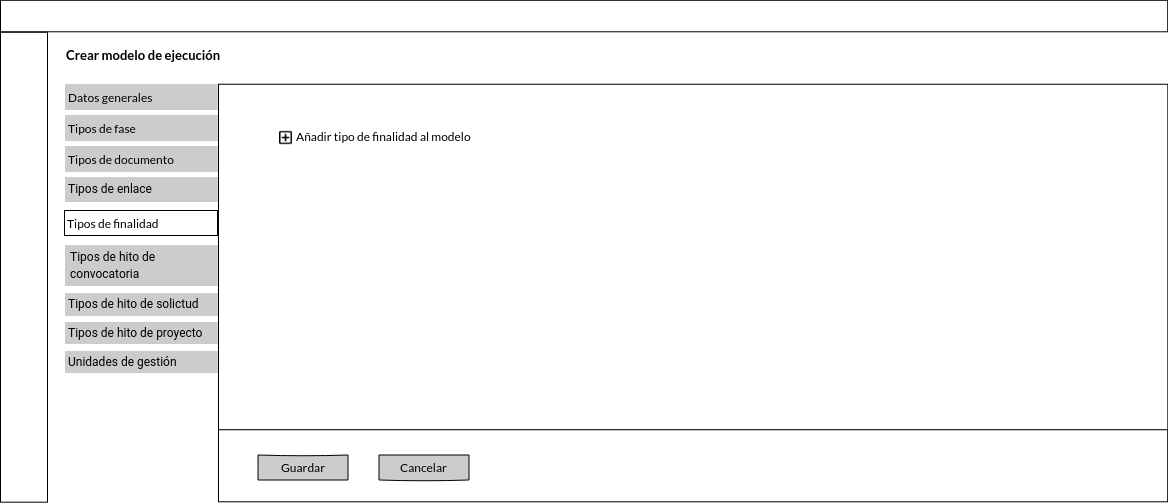 Crear modelo de ejecución
Datos generales
Tipos de fase
Tipos de documento
Tipos de enlace
Tipos de finalidad
Tipos de hito de
convocatoria
Tipos de hito de solictud
Tipos de hito de proyecto
Unidades de gestión
Añadir tipo de finalidad al modelo
Guardar
Cancelar